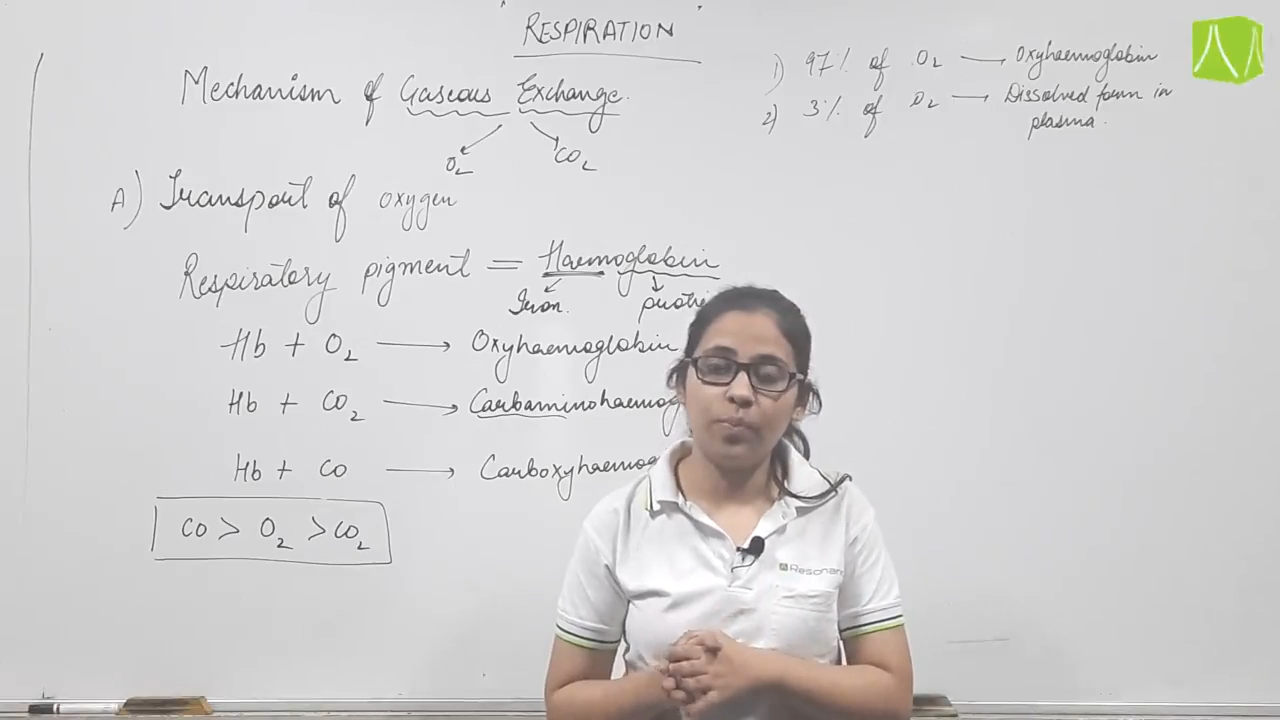 RESPIRATION
Mechanism of Gaseous Exchange.
O2 CO2
A) Transport of oxygen
Respiratory pigment = Haemoglobin
Iron. protei
Hb + O2 → Oxyhaemoglobin
Hb + CO2 → Carbaminohaemog
Hb + CO → Carboxyhaemog
CO > O2 > CO2
1) 97% of O2 → Oxyhaemoglobin
2) 3% of O2 → Dissolved form in
plasma.
Resonan